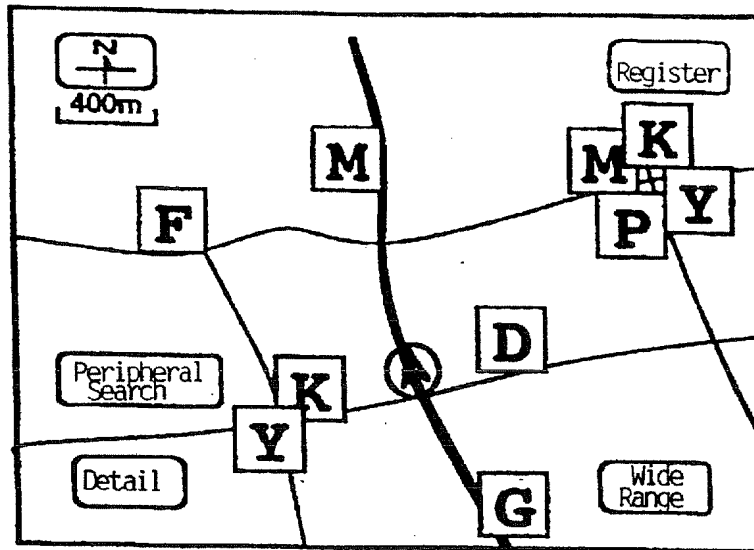 N
400m
Register
M
M
K
Y
P
F
D
Peripheral
Search
K
Y
Detail
G
Wide
Range